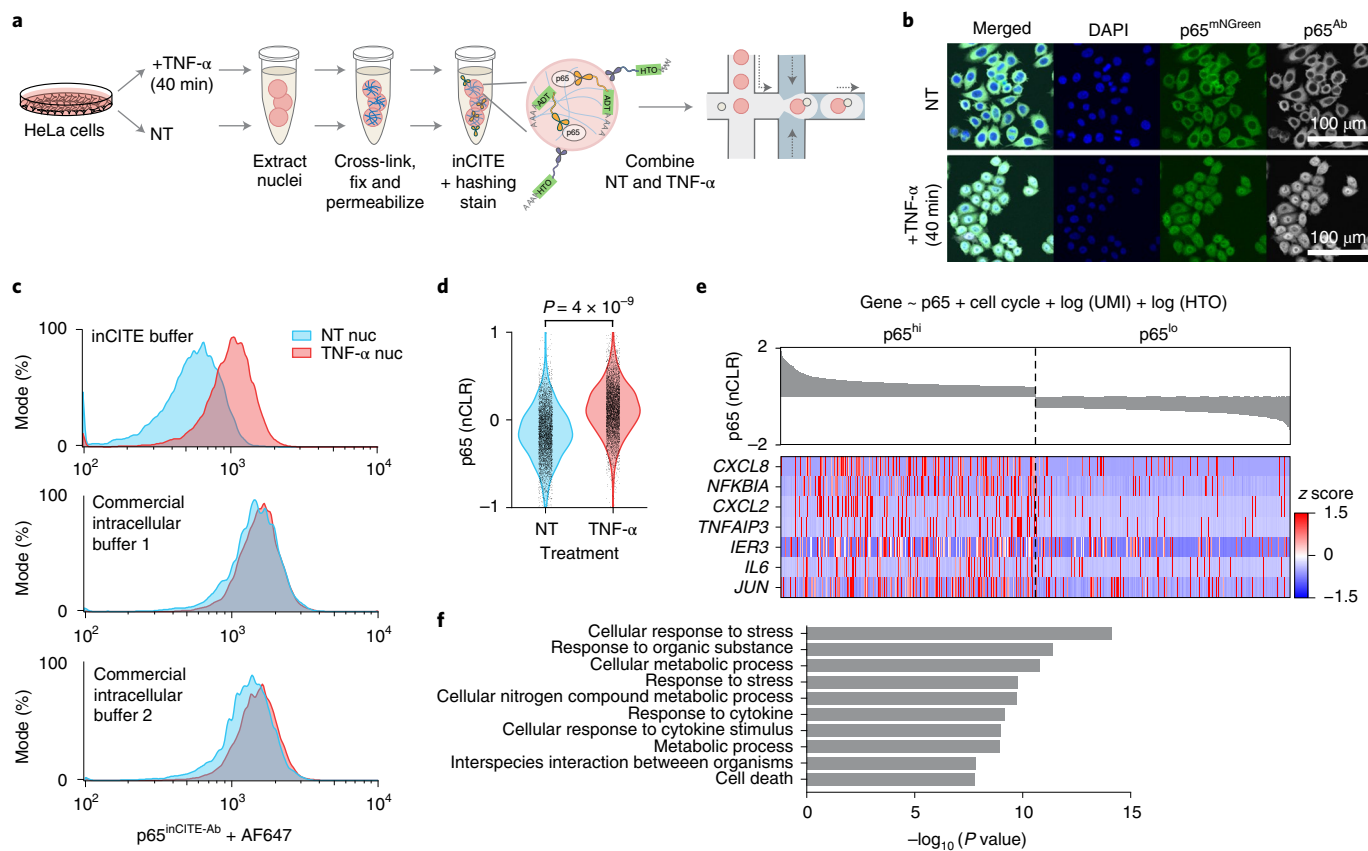 a
+TNF-α
(40 min)
HeLa cells
NT
Extract
nuclei
Cross-link,
fix and
permeabilize
inCITE
+ hashing
stain
HTO
p65
ADT
ADT
p65
AAA
AAA
HTO
AAA
Combine
NT and TNF-α
b
Merged
DAPI
p65mNGreen
p65Ab
NT
100 μm
+TNF-α
(40 min)
100 μm
c
100
inCITE buffer
NT nuc
TNF-α nuc
Mode (%)
0
102
103
104
100
Commercial
intracellular
buffer 1
Mode (%)
0
102
103
104
100
Commercial
intracellular
buffer 2
Mode (%)
0
102
103
104
p65inCITE-Ab + AF647
d
P = 4 × 10−9
1
p65 (nCLR)
0
−1
NT
TNF-α
Treatment
e
Gene ~ p65 + cell cycle + log (UMI) + log (HTO)
p65hi
p65lo
2
p65 (nCLR)
−2
CXCL8
NFKBIA
CXCL2
TNFAIP3
IER3
IL6
JUN
z score
1.5
0
−1.5
f
Cellular response to stress
Response to organic substance
Cellular metabolic process
Response to stress
Cellular nitrogen compound metabolic process
Response to cytokine
Cellular response to cytokine stimulus
Metabolic process
Interspecies interaction betweeen organisms
Cell death
0
5
10
15
−log10 (P value)